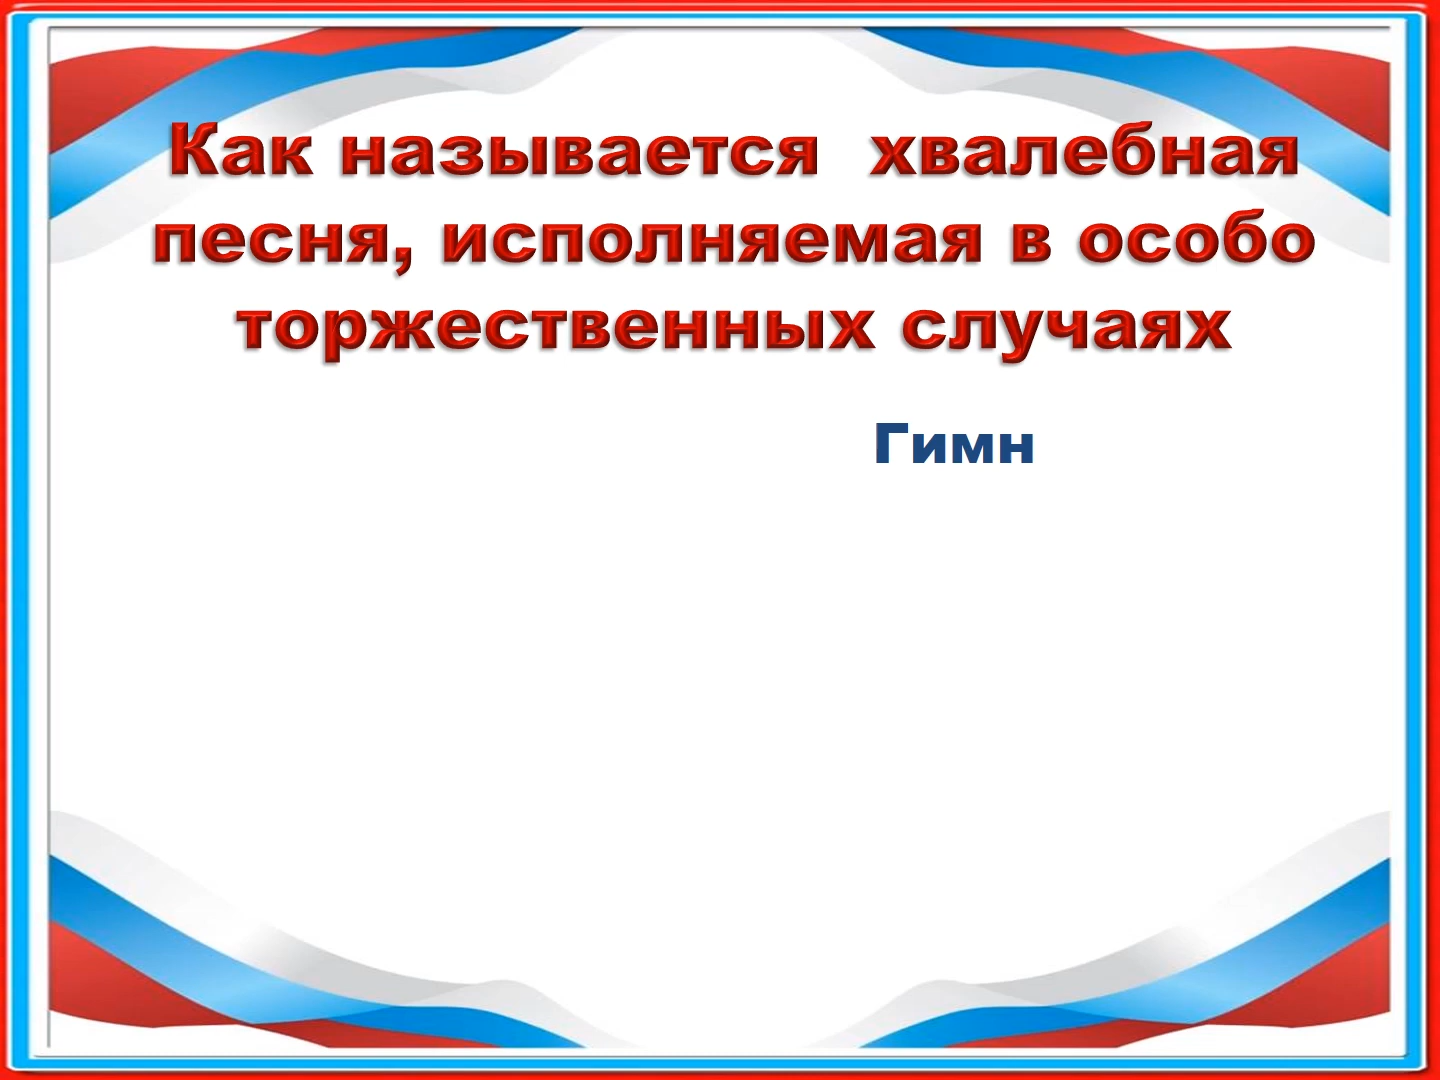 Как называется  хвалебная
песня, исполняемая в особо
торжественных случаях
Гимн